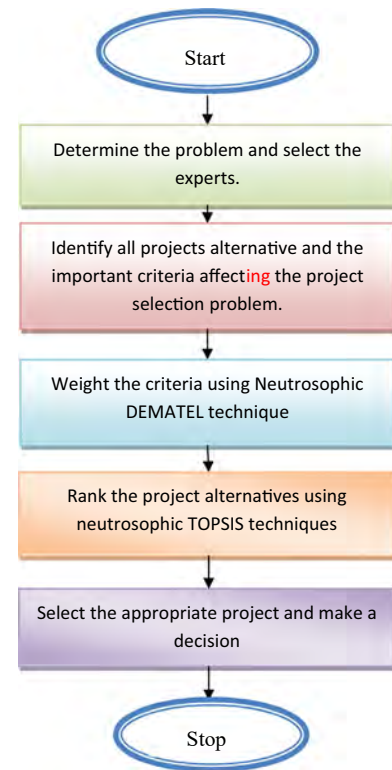 Start
Determine the problem and select the
experts.
Identify all projects alternative and the
important criteria affecting the project
selection problem.
Weight the criteria using Neutrosophic
DEMATEL technique
Rank the project alternatives using
neutrosophic TOPSIS techniques
Select the appropriate project and make a
decision
Stop